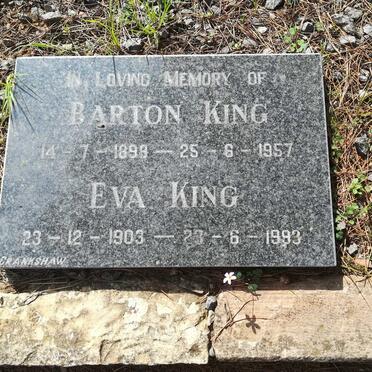 IN LOVING MEMORY OF
BARTON KING
14-7-1899-25-6-1957
EVA KING
23-12-1903-23-6-1993
CRANKSHAW